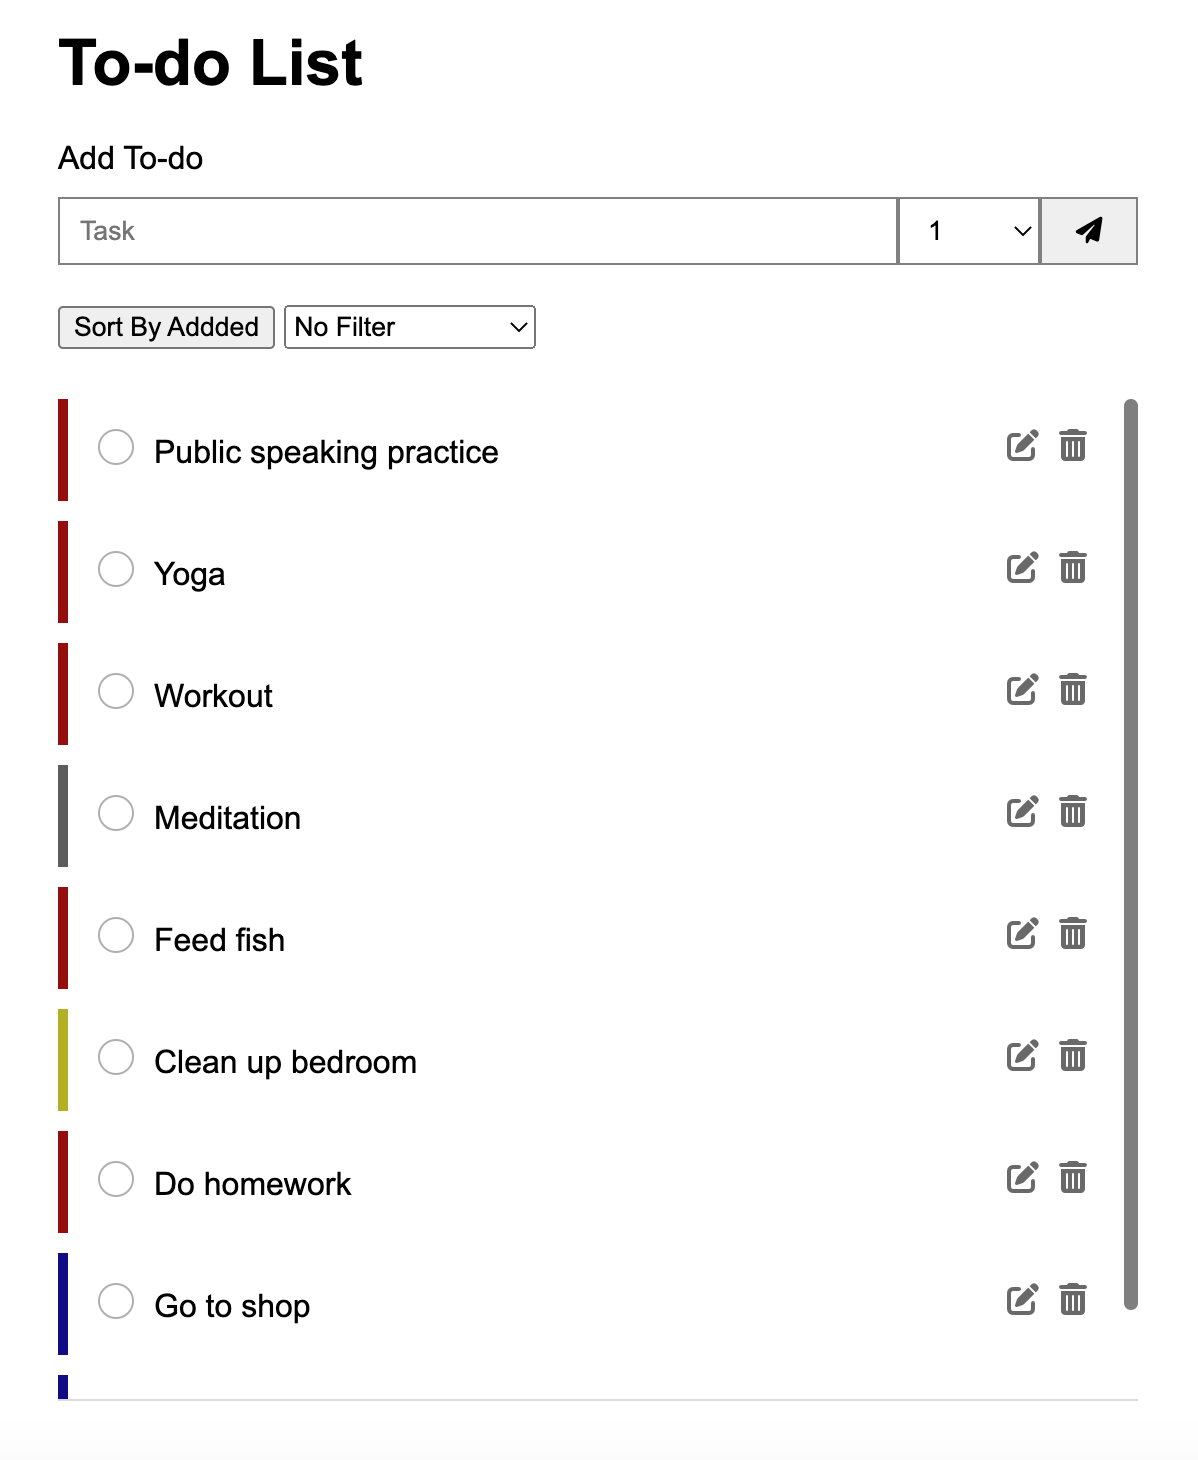 To-do List
Add To-do
Task 1
Sort By Addded No Filter
Public speaking practice
Yoga
Workout
Meditation
Feed fish
Clean up bedroom
Do homework
Go to shop